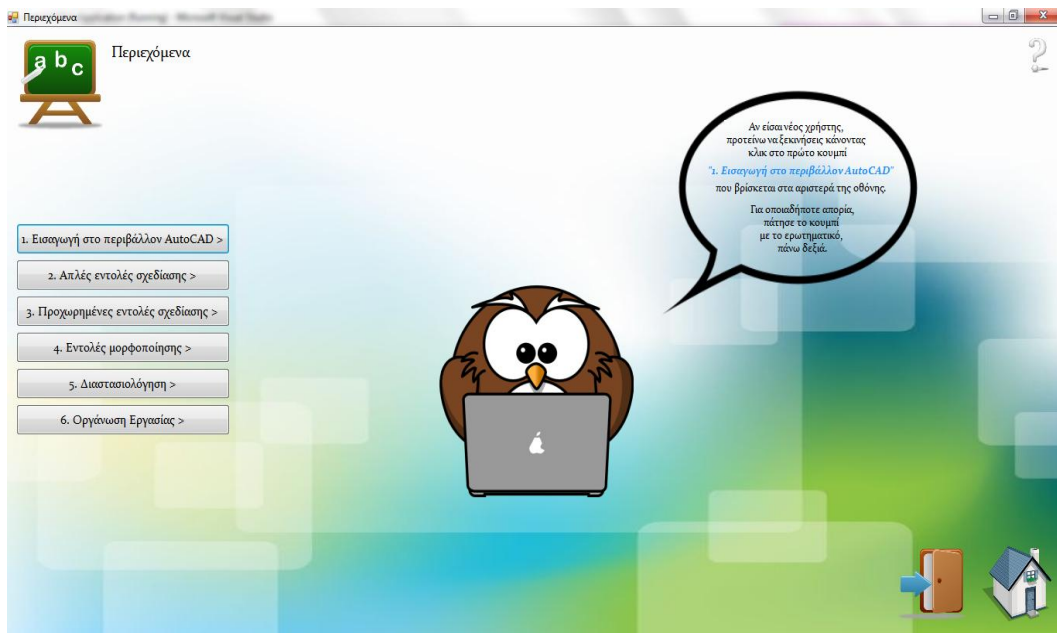 Περιεχόμενα
a b c
Περιεχόμενα
Αν είσαι νέος χρήστης,
προτείνω να ξεκινήσεις κάνοντας
κλικ στο πρώτο κουμπί
"1. Εισαγωγή στο περιβάλλον AutoCAD"
που βρίσκεται στα αριστερά της οθόνης.
Για οποιαδήποτε απορία,
πάτησε το κουμπί
με το ερωτηματικό,
πάνω δεξιά.
1. Εισαγωγή στο περιβάλλον AutoCAD >
2. Απλές εντολές σχεδίασης >
3. Προχωρημένες εντολές σχεδίασης >
4. Εντολές μορφοποίησης >
5. Διαστασιολόγηση >
6. Οργάνωση Εργασίας >